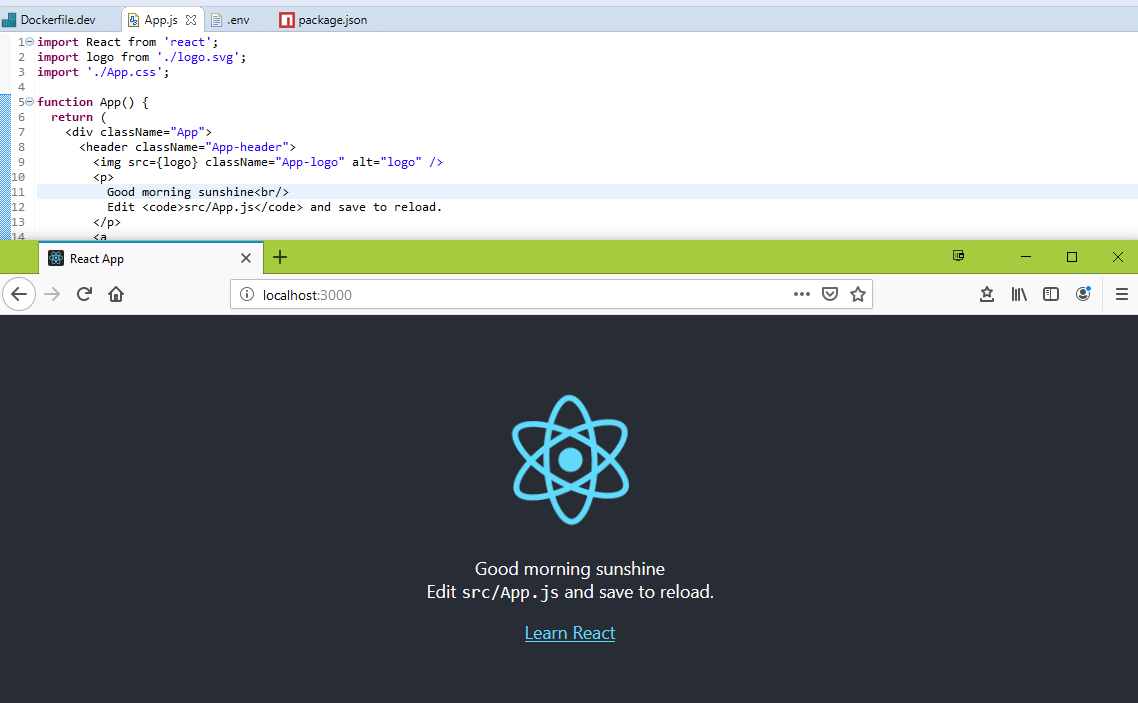 Dockerfile.dev App.js .env package.json
1 import React from 'react';
2 import logo from './logo.svg';
3 import './App.css';
4
5 function App() {
6 return (
7 <div className="App">
8 <header className="App-header">
9 <img src={logo} className="App-logo" alt="logo" />
10 <p>
11 Good morning sunshine<br/>
12 Edit <code>src/App.js</code> and save to reload.
13 </p>
14 <a
React App
localhost:3000
Good morning sunshine
Edit src/App.js and save to reload.
Learn React